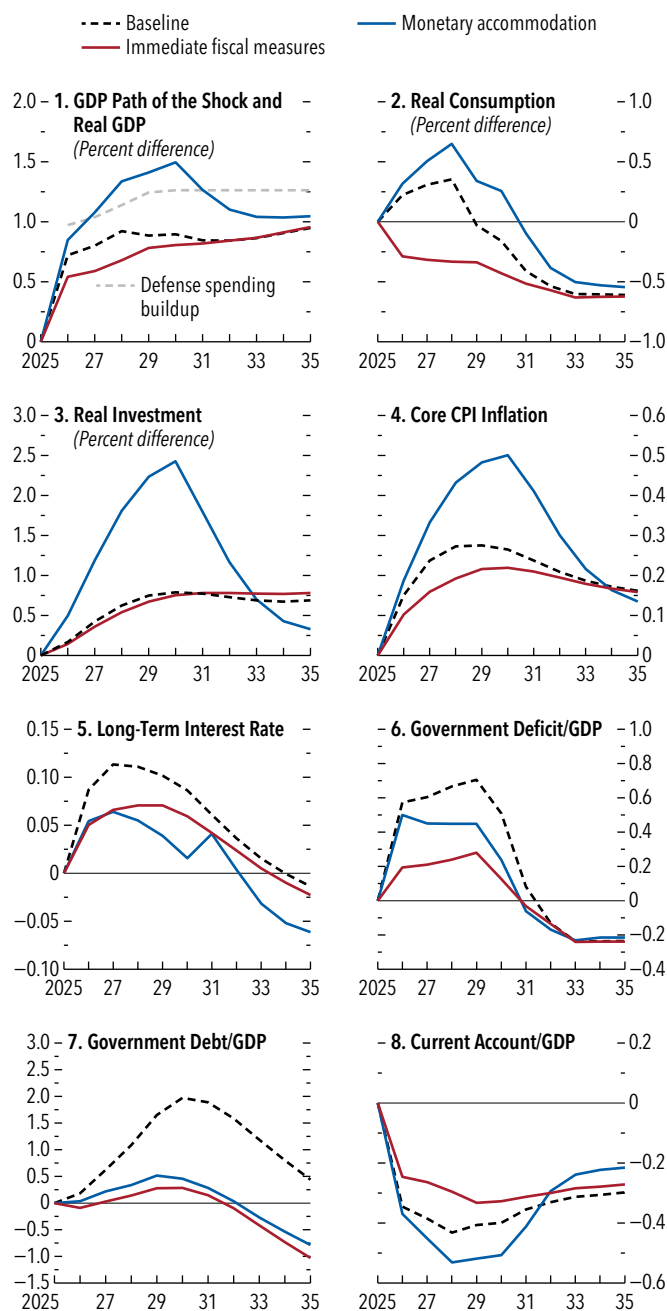 Baseline
Monetary accommodation
Immediate fiscal measures
1. GDP Path of the Shock and
Real GDP
(Percent difference)
2.0
1.5
1.0
0.5
0
Defense spending
buildup
2025 27 29 31 33 35
2. Real Consumption
(Percent difference)
1.0
0.5
0
−0.5
−1.0
2025 27 29 31 33 35
3. Real Investment
(Percent difference)
3.0
2.5
2.0
1.5
1.0
0.5
0
2025 27 29 31 33 35
4. Core CPI Inflation
0.6
0.5
0.4
0.3
0.2
0.1
0
2025 27 29 31 33 35
5. Long-Term Interest Rate
0.15
0.10
0.05
0
−0.05
−0.10
2025 27 29 31 33 35
6. Government Deficit/GDP
1.0
0.8
0.6
0.4
0.2
0
−0.2
−0.4
2025 27 29 31 33 35
7. Government Debt/GDP
3.0
2.5
2.0
1.5
1.0
0.5
0
−0.5
−1.0
−1.5
2025 27 29 31 33 35
8. Current Account/GDP
0.2
0
−0.2
−0.4
−0.6
2025 27 29 31 33 35